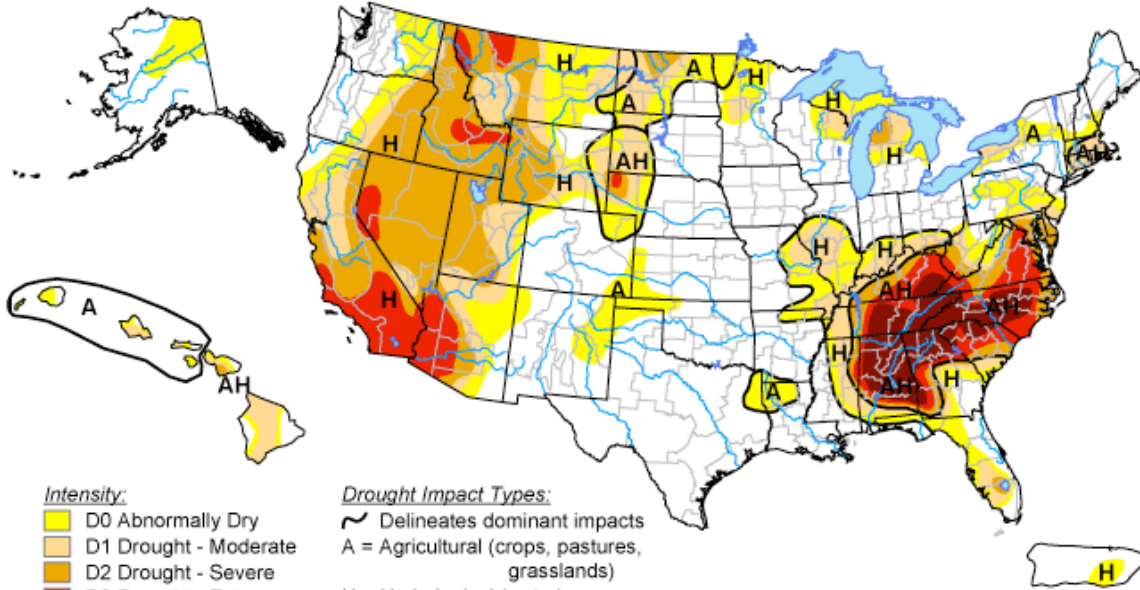 H
H
A
H
A
H
A
AH
H
AH
H
H
H
H
A
AH
H
A
AH
AH
H
AH
H
A
H
Intensity:
D0 Abnormally Dry
D1 Drought - Moderate
D2 Drought - Severe
Drought Impact Types:
Delineates dominant impacts
A = Agricultural (crops, pastures,
grasslands)